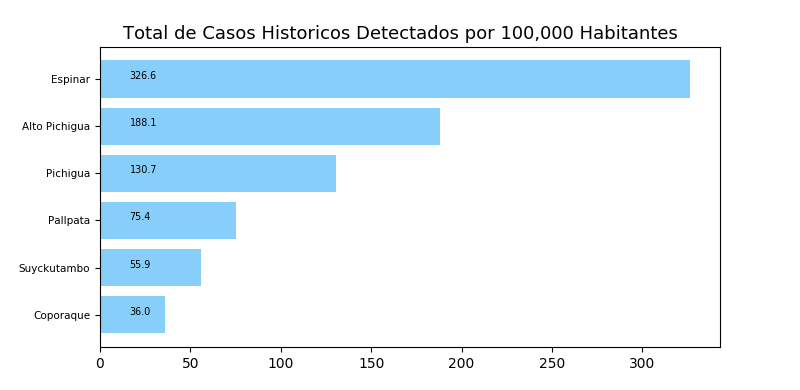 Total de Casos Historicos Detectados por 100,000 Habitantes
Espinar 326.6
Alto Pichigua 188.1
Pichigua 130.7
Pallpata 75.4
Suyckutambo 55.9
Coporaque 36.0
0 50 100 150 200 250 300